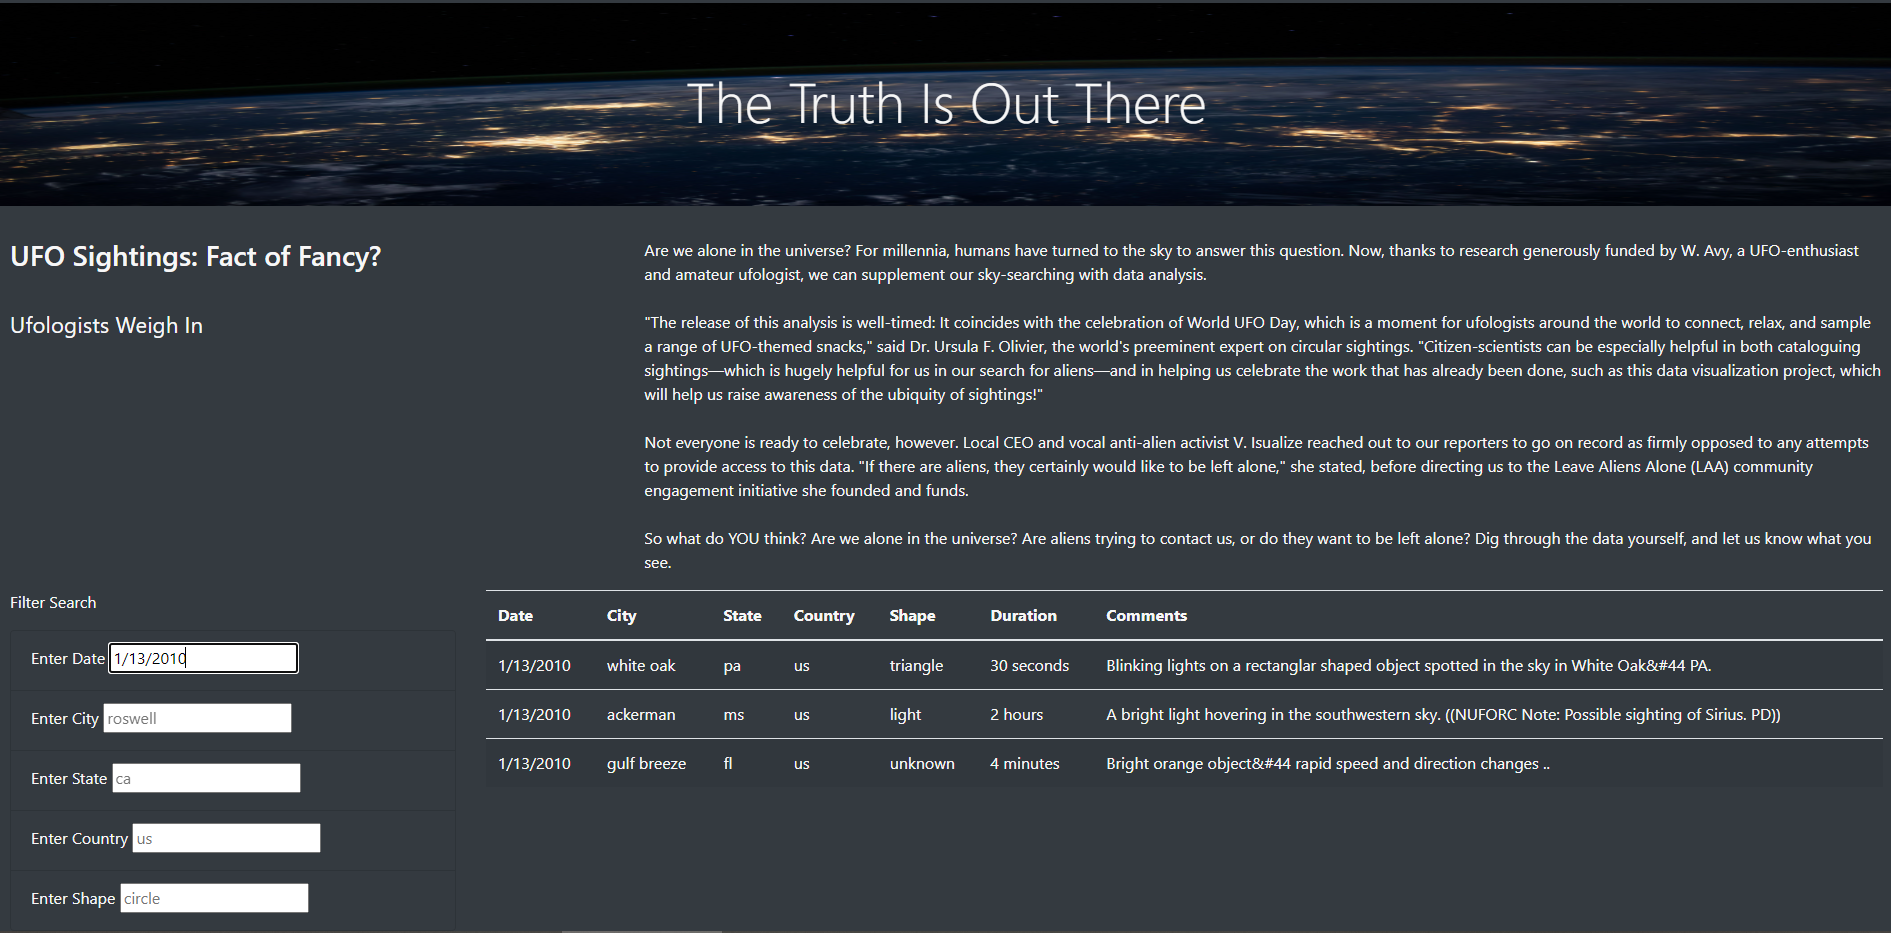 The Truth Is Out There
UFO Sightings: Fact of Fancy?
Ufologists Weigh In
Are we alone in the universe? For millennia, humans have turned to the sky to answer this question. Now, thanks to research generously funded by W. Avy, a UFO-enthusiast
and amateur ufologist, we can supplement our sky-searching with data analysis.
"The release of this analysis is well-timed: It coincides with the celebration of World UFO Day, which is a moment for ufologists around the world to connect, relax, and sample
a range of UFO-themed snacks," said Dr. Ursula F. Olivier, the world's preeminent expert on circular sightings. "Citizen-scientists can be especially helpful in both cataloguing
sightings—which is hugely helpful for us in our search for aliens—and in helping us celebrate the work that has already been done, such as this data visualization project, which
will help us raise awareness of the ubiquity of sightings!"
Not everyone is ready to celebrate, however. Local CEO and vocal anti-alien activist V. Isualize reached out to our reporters to go on record as firmly opposed to any attempts
to provide access to this data. "If there are aliens, they certainly would like to be left alone," she stated, before directing us to the Leave Aliens Alone (LAA) community
engagement initiative she founded and funds.
So what do YOU think? Are we alone in the universe? Are aliens trying to contact us, or do they want to be left alone? Dig through the data yourself, and let us know what you
see.
Filter Search
Enter Date 1/13/2010
Enter City roswell
Enter State ca
Enter Country us
Enter Shape circle
Date City State Country Shape Duration Comments
1/13/2010 white oak pa us triangle 30 seconds Blinking lights on a rectanglar shaped object spotted in the sky in White Oak&#44 PA.
1/13/2010 ackerman ms us light 2 hours A bright light hovering in the southwestern sky. ((NUFORC Note: Possible sighting of Sirius. PD))
1/13/2010 gulf breeze fl us unknown 4 minutes Bright orange object&#44 rapid speed and direction changes ..